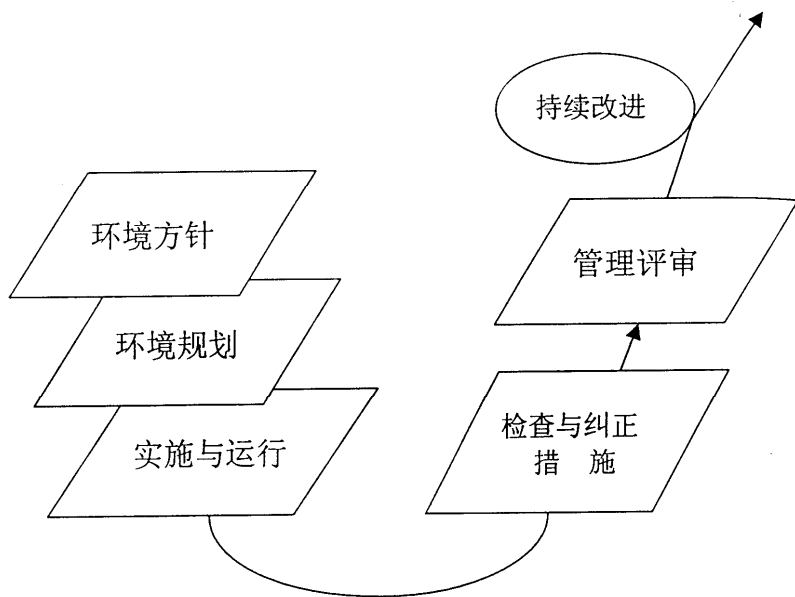 环境方针
环境规划
实施与运行
检查与纠正
措 施
管理评审
持续改进